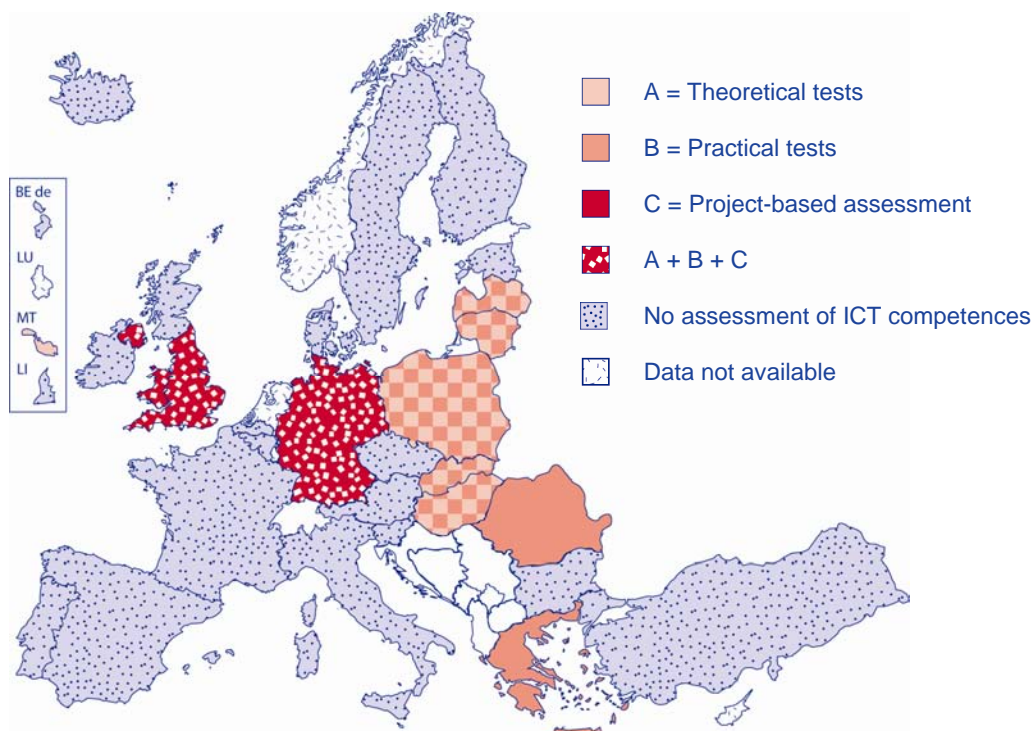 A = Theoretical tests
B = Practical tests
C = Project-based assessment
A + B + C
No assessment of ICT competences
Data not available
BE de
LU
MT
LI